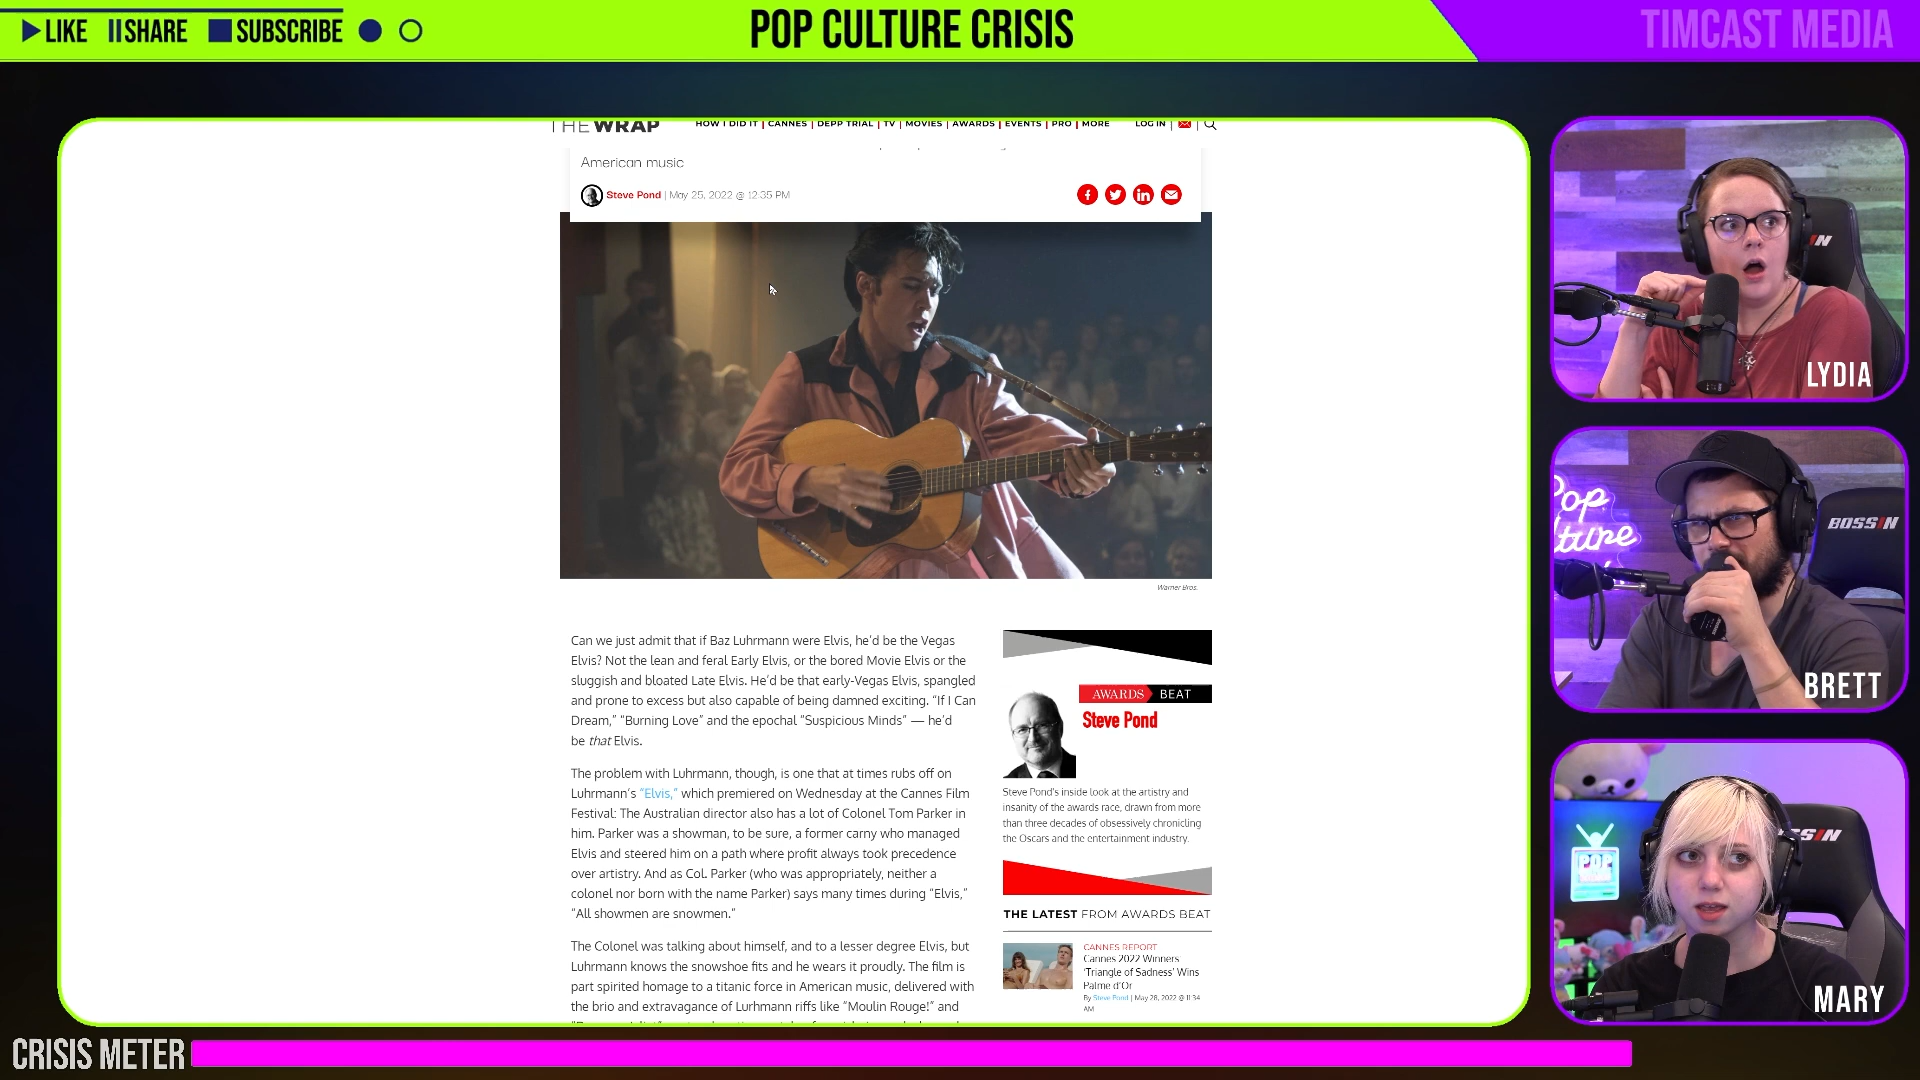 LIKE SHARE SUBSCRIBE
POP CULTURE CRISIS
TIMCAST MEDIA
THE WRAP
HOW I DID IT | CANNES | DEPP TRIAL | TV | MOVIES | AWARDS | EVENTS | PRO | MORE
LOG IN
American music
Steve Pond | May 25, 2022 @ 12:35 PM
Warner Bros.
Can we just admit that if Baz Luhrmann were Elvis, he’d be the Vegas
Elvis? Not the lean and feral Early Elvis, or the bored Movie Elvis or the
sluggish and bloated Late Elvis. He’d be that early-Vegas Elvis, spangled
and prone to excess but also capable of being damned exciting. “If I Can
Dream,” “Burning Love” and the epochal “Suspicious Minds” — he’d
be that Elvis.
The problem with Luhrmann, though, is one that at times rubs off on
Luhrmann’s “Elvis,” which premiered on Wednesday at the Cannes Film
Festival: The Australian director also has a lot of Colonel Tom Parker in
him. Parker was a showman, to be sure, a former carny who managed
Elvis and steered him on a path where profit always took precedence
over artistry. And as Col. Parker (who was appropriately, neither a
colonel nor born with the name Parker) says many times during “Elvis,”
“All showmen are snowmen.”
The Colonel was talking about himself, and to a lesser degree Elvis, but
Luhrmann knows the snowshoe fits and he wears it proudly. The film is
part spirited homage to a titanic force in American music, delivered with
the brio and extravagance of Lurhmann riffs like “Moulin Rouge!” and
AWARDS BEAT
Steve Pond
Steve Pond’s inside look at the artistry and
insanity of the awards race, drawn from more
than three decades of obsessively chronicling
the Oscars and the entertainment industry.
THE LATEST FROM AWARDS BEAT
CANNES REPORT
Cannes 2022 Winners:
‘Triangle of Sadness’ Wins
Palme d’Or
By Steve Pond | May 28, 2022 @ 11:34
AM
LYDIA
Pop
BOSSIN
BRETT
POP
MARY
CRISIS METER